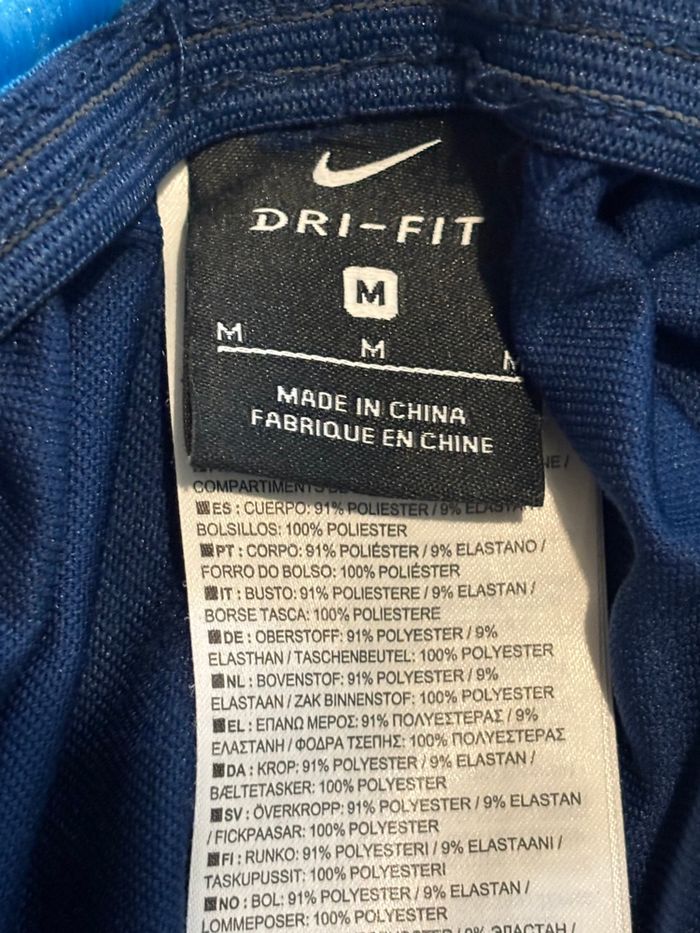 DRI-FIT
M
M M
MADE IN CHINA
FABRIQUE EN CHINE
COMPARTIMENTS
ES : CUERPO: 91% POLIESTER / 9% ELASTAN
BOLSILLOS: 100% POLIESTER
PT : CORPO: 91% POLIÉSTER / 9% ELASTANO /
FORRO DO BOLSO: 100% POLIÉSTER
IT : BUSTO: 91% POLIESTERE / 9% ELASTAN /
BORSE TASCA: 100% POLIESTERE
DE : OBERSTOFF: 91% POLYESTER / 9%
ELASTHAN / TASCHENBEUTEL: 100% POLYESTER
NL : BOVENSTOF: 91% POLYESTER / 9%
ELASTAAN / ZAK BINNENSTOF: 100% POLYESTER
EL : ΕΠΑΝΩ ΜΕΡΟΣ: 91% ΠΟΛΥΕΣΤΕΡΑΣ / 9%
ΕΛΑΣΤΑΝΗ / ΦΟΔΡΑ ΤΣΕΠΗΣ: 100% ΠΟΛΥΕΣΤΕΡΑΣ
DA : KROP: 91% POLYESTER / 9% ELASTAN /
BÆLTETASKER: 100% POLYESTER
SV : ÖVERKROPP: 91% POLYESTER / 9% ELASTAN
/ FICKPAASAR: 100% POLYESTER
FI : RUNKO: 91% POLYESTERI / 9% ELASTAANI /
TASKUPUSSIT: 100% POLYESTERI
NO : BOL: 91% POLYESTER / 9% ELASTAN /
LOMMEPOSER: 100% POLYESTER
9% ЭЛАСТАН /